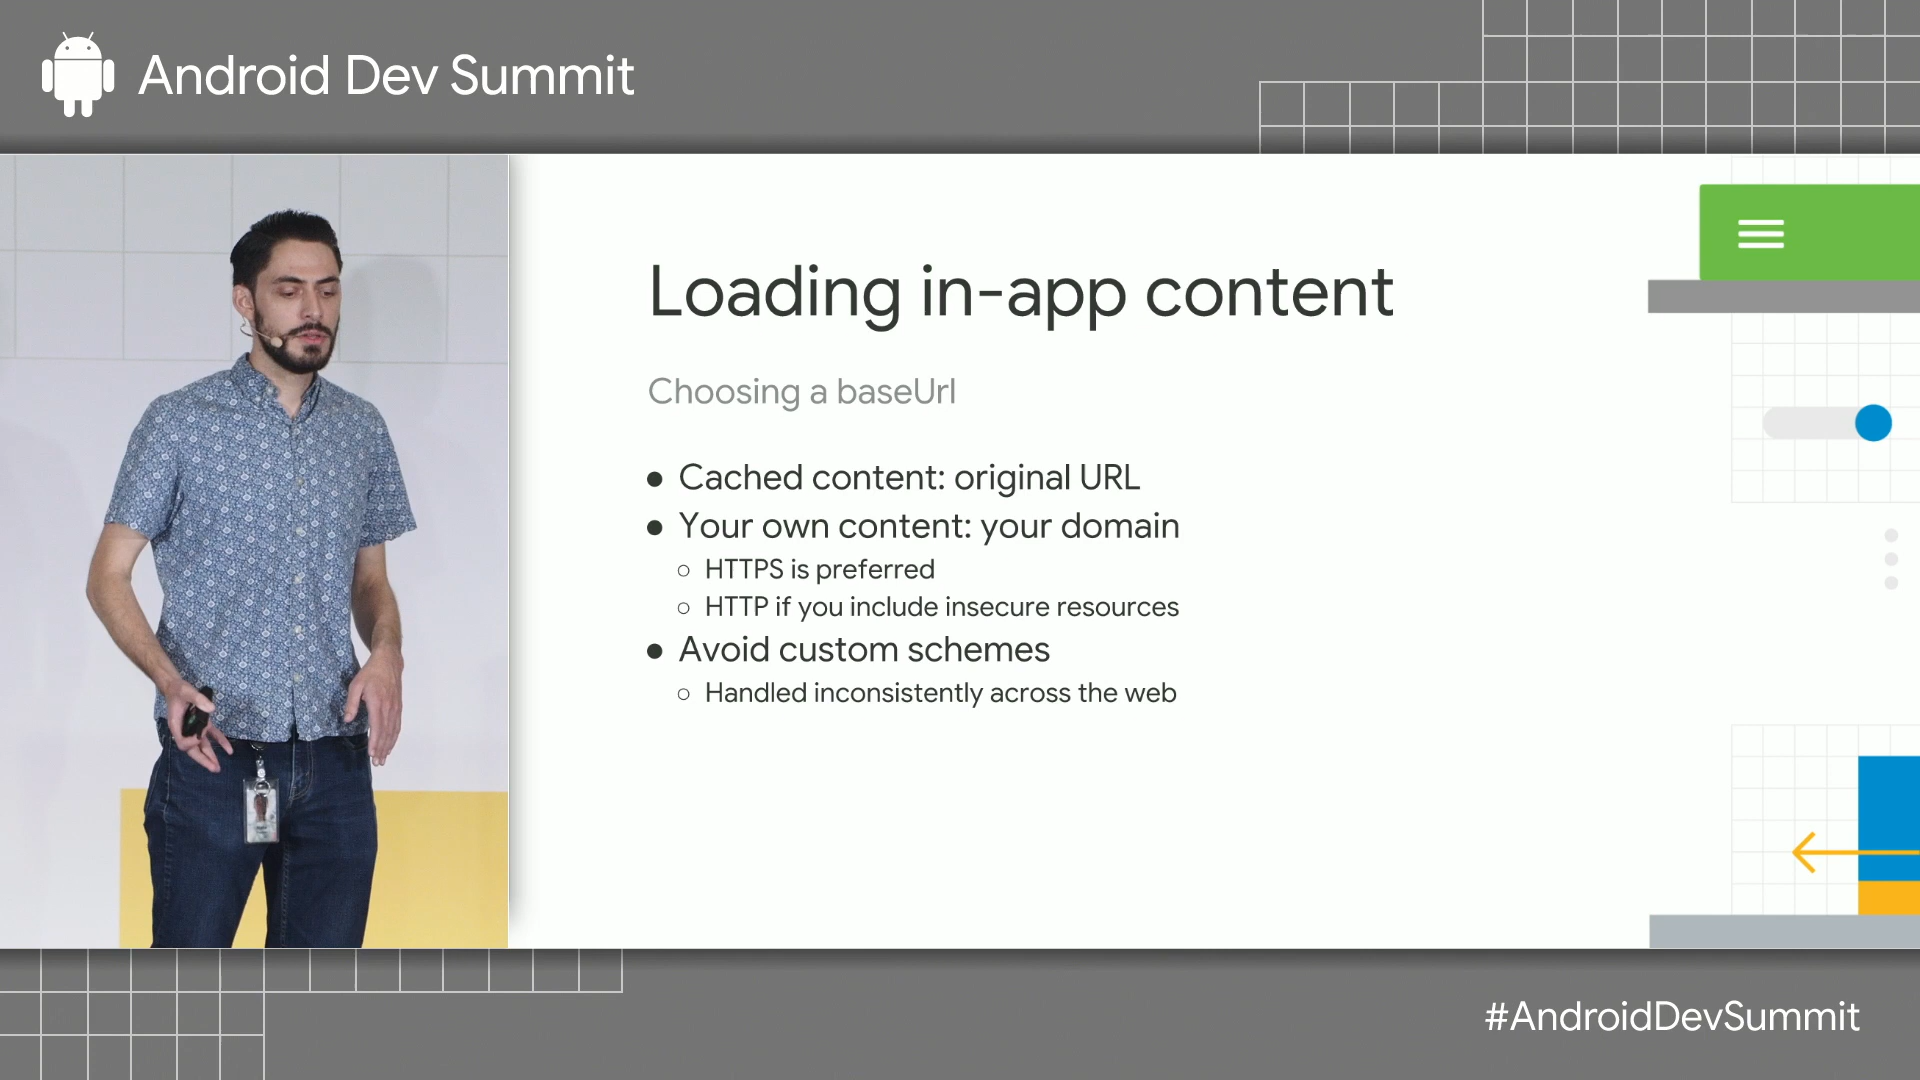 Android Dev Summit
Loading in-app content
Choosing a baseUrl
● Cached content: original URL
● Your own content: your domain
○ HTTPS is preferred
○ HTTP if you include insecure resources
● Avoid custom schemes
○ Handled inconsistently across the web
#AndroidDevSummit